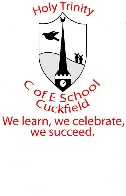 Holy Trinity
C of E School
Cuckfield
We learn, we celebrate,
we succeed.